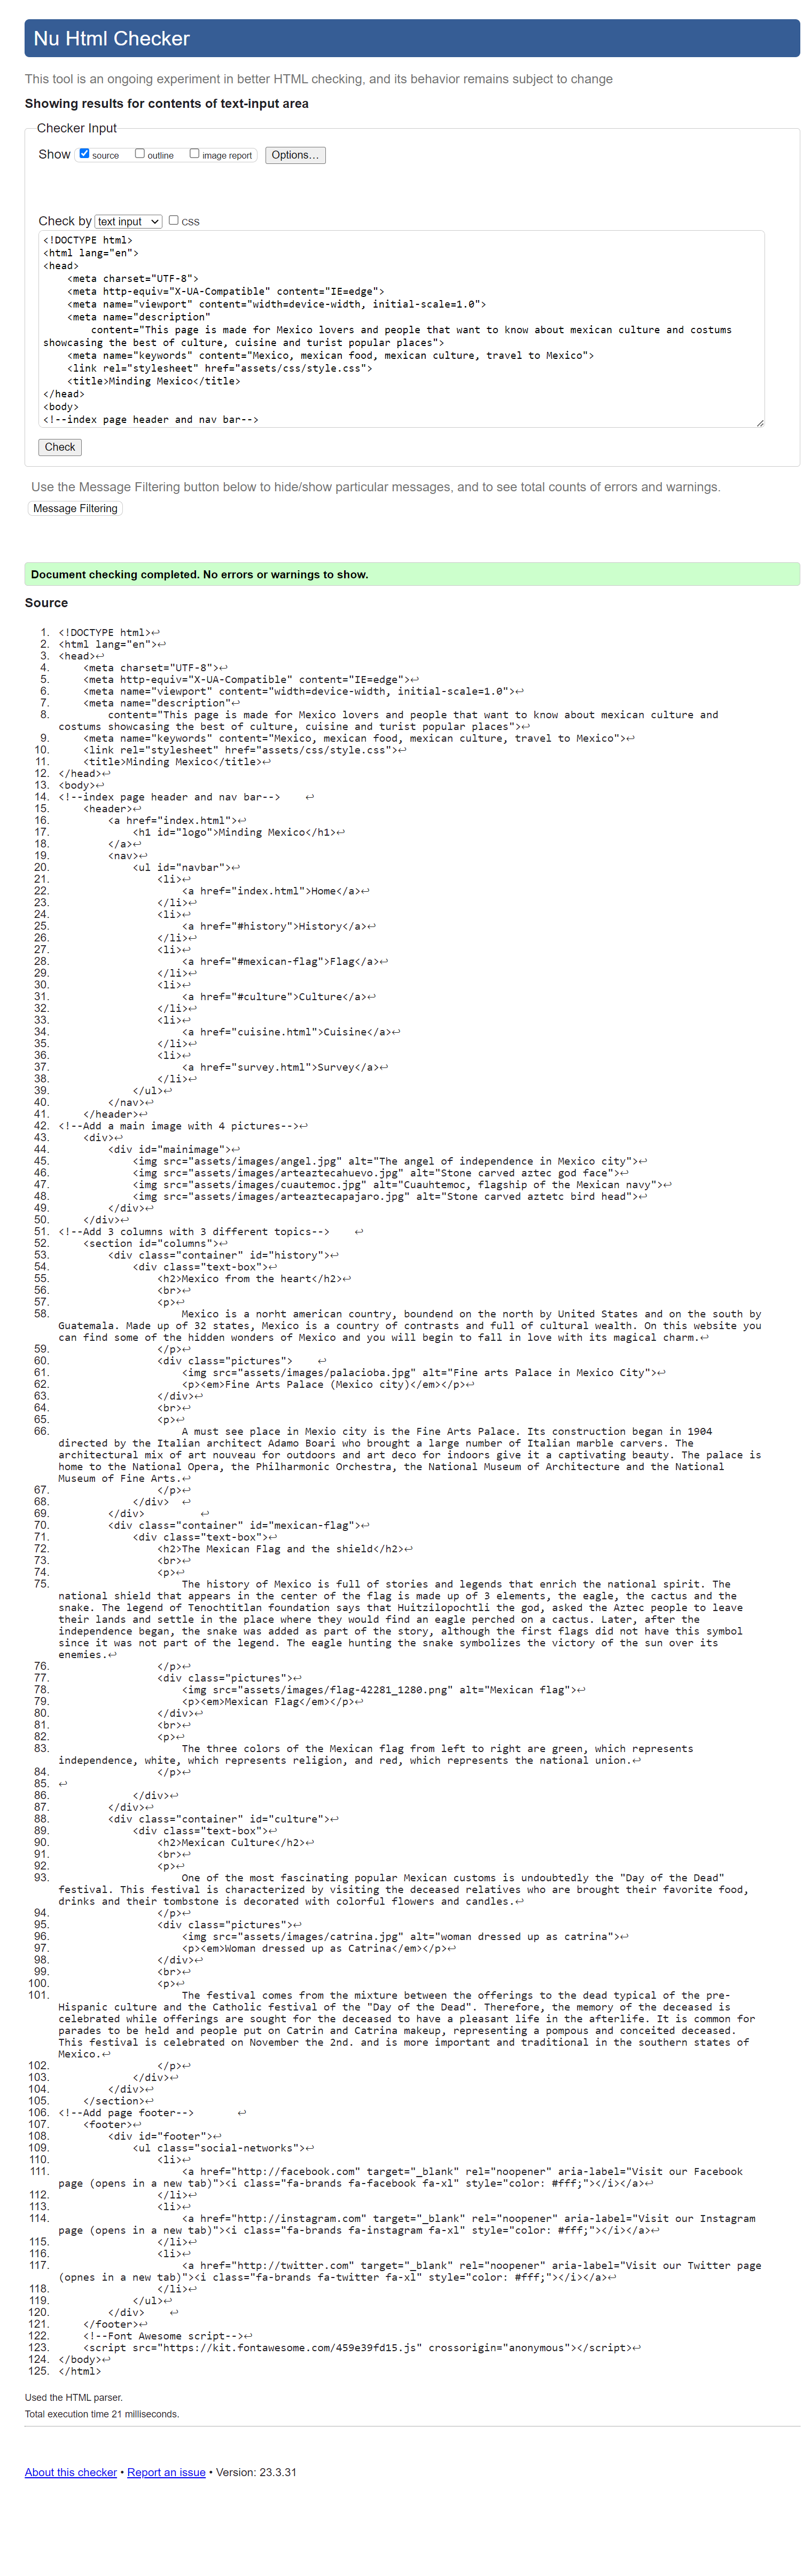 Nu Html Checker
This tool is an ongoing experiment in better HTML checking, and its behavior remains subject to change
Showing results for contents of text-input area
Checker Input
Show source outline image report Options...
Check by text input css
<!DOCTYPE html>
<html lang="en">
<head>
    <meta charset="UTF-8">
    <meta http-equiv="X-UA-Compatible" content="IE=edge">
    <meta name="viewport" content="width=device-width, initial-scale=1.0">
    <meta name="description"
        content="This page is made for Mexico lovers and people that want to know about mexican culture and costums
showcasing the best of culture, cuisine and turist popular places">
    <meta name="keywords" content="Mexico, mexican food, mexican culture, travel to Mexico">
    <link rel="stylesheet" href="assets/css/style.css">
    <title>Minding Mexico</title>
</head>
<body>
<!--index page header and nav bar-->
Check
Use the Message Filtering button below to hide/show particular messages, and to see total counts of errors and warnings.
Message Filtering
Document checking completed. No errors or warnings to show.
Source
1. <!DOCTYPE html>↩
2. <html lang="en">↩
3. <head>↩
4.     <meta charset="UTF-8">↩
5.     <meta http-equiv="X-UA-Compatible" content="IE=edge">↩
6.     <meta name="viewport" content="width=device-width, initial-scale=1.0">↩
7.     <meta name="description"↩
8.         content="This page is made for Mexico lovers and people that want to know about mexican culture and
costums showcasing the best of culture, cuisine and turist popular places">↩
9.     <meta name="keywords" content="Mexico, mexican food, mexican culture, travel to Mexico">↩
10.     <link rel="stylesheet" href="assets/css/style.css">↩
11.     <title>Minding Mexico</title>↩
12. </head>↩
13. <body>↩
14. <!--index page header and nav bar-->    ↩
15.     <header>↩
16.         <a href="index.html">↩
17.             <h1 id="logo">Minding Mexico</h1>↩
18.         </a>↩
19.         <nav>↩
20.             <ul id="navbar">↩
21.                 <li>↩
22.                     <a href="index.html">Home</a>↩
23.                 </li>↩
24.                 <li>↩
25.                     <a href="#history">History</a>↩
26.                 </li>↩
27.                 <li>↩
28.                     <a href="#mexican-flag">Flag</a>↩
29.                 </li>↩
30.                 <li>↩
31.                     <a href="#culture">Culture</a>↩
32.                 </li>↩
33.                 <li>↩
34.                     <a href="cuisine.html">Cuisine</a>↩
35.                 </li>↩
36.                 <li>↩
37.                     <a href="survey.html">Survey</a>↩
38.                 </li>↩
39.             </ul>↩
40.         </nav>↩
41.     </header>↩
42. <!--Add a main image with 4 pictures-->↩
43.     <div>↩
44.         <div id="mainimage">↩
45.             <img src="assets/images/angel.jpg" alt="The angel of independence in Mexico city">↩
46.             <img src="assets/images/arteaztecahuevo.jpg" alt="Stone carved aztec god face">↩
47.             <img src="assets/images/cuautemoc.jpg" alt="Cuauhtemoc, flagship of the Mexican navy">↩
48.             <img src="assets/images/arteaztecapajaro.jpg" alt="Stone carved aztetc bird head">↩
49.         </div>↩
50.     </div>↩
51. <!--Add 3 columns with 3 different topics-->    ↩
52.     <section id="columns">↩
53.         <div class="container" id="history">↩
54.             <div class="text-box">↩
55.                 <h2>Mexico from the heart</h2>↩
56.                 <br>↩
57.                 <p>↩
58.                     Mexico is a norht american country, boundend on the north by United States and on the south by
Guatemala. Made up of 32 states, Mexico is a country of contrasts and full of cultural wealth. On this website you
can find some of the hidden wonders of Mexico and you will begin to fall in love with its magical charm.↩
59.                 </p>↩
60.                 <div class="pictures">    ↩
61.                     <img src="assets/images/palacioba.jpg" alt="Fine arts Palace in Mexico City">↩
62.                     <p><em>Fine Arts Palace (Mexico city)</em></p>↩
63.                 </div>↩
64.                 <br>↩
65.                 <p>↩
66.                     A must see place in Mexio city is the Fine Arts Palace. Its construction began in 1904
directed by the Italian architect Adamo Boari who brought a large number of Italian marble carvers. The
architectural mix of art nouveau for outdoors and art deco for indoors give it a captivating beauty. The palace is
home to the National Opera, the Philharmonic Orchestra, the National Museum of Architecture and the National
Museum of Fine Arts.↩
67.                 </p>↩
68.             </div>  ↩
69.         </div>         ↩
70.         <div class="container" id="mexican-flag">↩
71.             <div class="text-box">↩
72.                 <h2>The Mexican Flag and the shield</h2>↩
73.                 <br>↩
74.                 <p>↩
75.                     The history of Mexico is full of stories and legends that enrich the national spirit. The
national shield that appears in the center of the flag is made up of 3 elements, the eagle, the cactus and the
snake. The legend of Tenochtitlan foundation says that Huitzilopochtli the god, asked the Aztec people to leave
their lands and settle in the place where they would find an eagle perched on a cactus. Later, after the
independence began, the snake was added as part of the story, although the first flags did not have this symbol
since it was not part of the legend. The eagle hunting the snake symbolizes the victory of the sun over its
enemies.↩
76.                 </p>↩
77.                 <div class="pictures">↩
78.                     <img src="assets/images/flag-42281_1280.png" alt="Mexican flag">↩
79.                     <p><em>Mexican Flag</em></p>↩
80.                 </div>↩
81.                 <br>↩
82.                 <p>↩
83.                     The three colors of the Mexican flag from left to right are green, which represents
independence, white, which represents religion, and red, which represents the national union.↩
84.                 </p>↩
85. ↩
86.             </div>↩
87.         </div>↩
88.         <div class="container" id="culture">↩
89.             <div class="text-box">↩
90.                 <h2>Mexican Culture</h2>↩
91.                 <br>↩
92.                 <p>↩
93.                     One of the most fascinating popular Mexican customs is undoubtedly the "Day of the Dead"
festival. This festival is characterized by visiting the deceased relatives who are brought their favorite food,
drinks and their tombstone is decorated with colorful flowers and candles.↩
94.                 </p>↩
95.                 <div class="pictures">↩
96.                     <img src="assets/images/catrina.jpg" alt="woman dressed up as catrina">↩
97.                     <p><em>Woman dressed up as Catrina</em></p>↩
98.                 </div>↩
99.                 <br>↩
100.                 <p>↩
101.                     The festival comes from the mixture between the offerings to the dead typical of the pre-
Hispanic culture and the Catholic festival of the "Day of the Dead". Therefore, the memory of the deceased is
celebrated while offerings are sought for the deceased to have a pleasant life in the afterlife. It is common for
parades to be held and people put on Catrin and Catrina makeup, representing a pompous and conceited deceased.
This festival is celebrated on November the 2nd. and is more important and traditional in the southern states of
Mexico.↩
102.                 </p>↩
103.             </div>↩
104.         </div>↩
105.     </section>↩
106. <!--Add page footer-->       ↩
107.     <footer>↩
108.         <div id="footer">↩
109.             <ul class="social-networks">↩
110.                 <li>↩
111.                     <a href="http://facebook.com" target="_blank" rel="noopener" aria-label="Visit our Facebook
page (opens in a new tab)"><i class="fa-brands fa-facebook fa-xl" style="color: #fff;"></i></a>↩
112.                 </li>↩
113.                 <li>↩
114.                     <a href="http://instagram.com" target="_blank" rel="noopener" aria-label="Visit our Instagram
page (opens in a new tab)"><i class="fa-brands fa-instagram fa-xl" style="color: #fff;"></i></a>↩
115.                 </li>↩
116.                 <li>↩
117.                     <a href="http://twitter.com" target="_blank" rel="noopener" aria-label="Visit our Twitter page
(opnes in a new tab)"><i class="fa-brands fa-twitter fa-xl" style="color: #fff;"></i></a>↩
118.                 </li>↩
119.             </ul>↩
120.         </div>    ↩
121.     </footer>↩
122.     <!--Font Awesome script-->↩
123.     <script src="https://kit.fontawesome.com/459e39fd15.js" crossorigin="anonymous"></script>↩
124. </body>↩
125. </html>
Used the HTML parser.
Total execution time 21 milliseconds.
About this checker • Report an issue • Version: 23.3.31